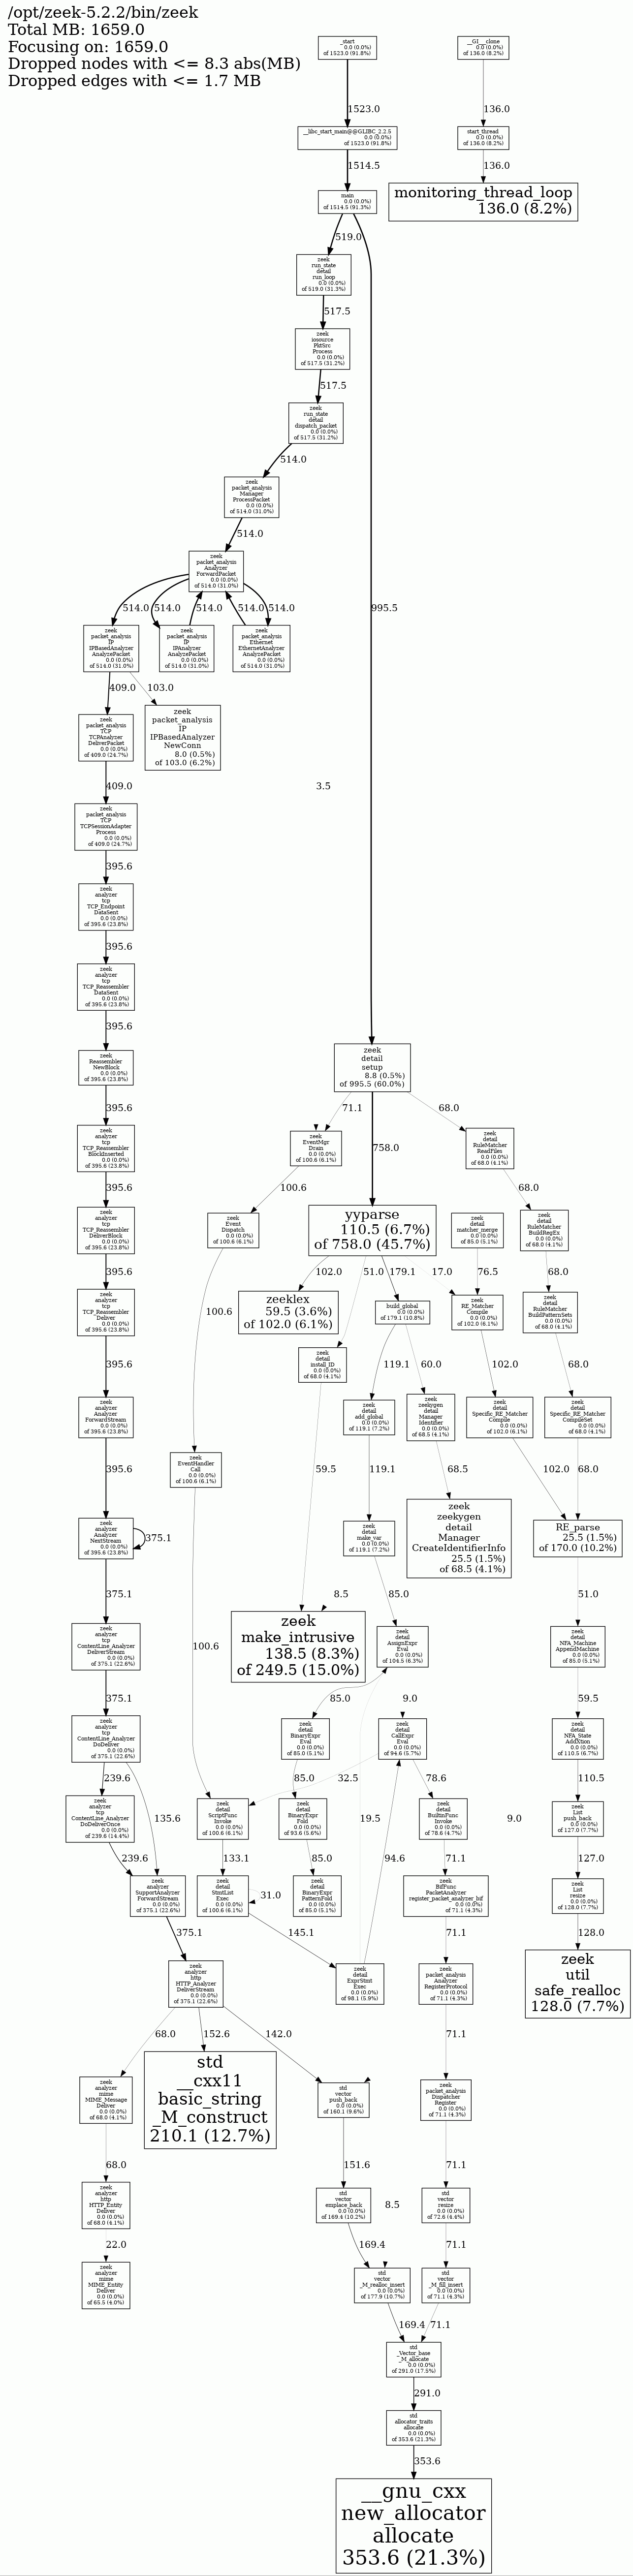 /opt/zeek-5.2.2/bin/zeek
Total MB: 1659.0
Focusing on: 1659.0
Dropped nodes with <= 8.3 abs(MB)
Dropped edges with <= 1.7 MB
_start
0.0 (0.0%)
of 1523.0 (91.8%)
__GI___clone
0.0 (0.0%)
of 136.0 (8.2%)
1523.0
136.0
__libc_start_main@@GLIBC_2.2.5
0.0 (0.0%)
of 1523.0 (91.8%)
start_thread
0.0 (0.0%)
of 136.0 (8.2%)
1514.5
136.0
main
0.0 (0.0%)
of 1514.5 (91.3%)
monitoring_thread_loop
136.0 (8.2%)
519.0
995.5
zeek
run_state
detail
run_loop
0.0 (0.0%)
of 519.0 (31.3%)
517.5
zeek
iosource
PktSrc
Process
0.0 (0.0%)
of 517.5 (31.2%)
517.5
zeek
run_state
detail
dispatch_packet
0.0 (0.0%)
of 517.5 (31.2%)
514.0
zeek
packet_analysis
Manager
ProcessPacket
0.0 (0.0%)
of 514.0 (31.0%)
514.0
zeek
packet_analysis
Analyzer
ForwardPacket
0.0 (0.0%)
of 514.0 (31.0%)
514.0
514.0
514.0
514.0
514.0
zeek
packet_analysis
IP
IPBasedAnalyzer
AnalyzePacket
0.0 (0.0%)
of 514.0 (31.0%)
zeek
packet_analysis
IP
IPAnalyzer
AnalyzePacket
0.0 (0.0%)
of 514.0 (31.0%)
zeek
packet_analysis
Ethernet
EthernetAnalyzer
AnalyzePacket
0.0 (0.0%)
of 514.0 (31.0%)
409.0
103.0
zeek
packet_analysis
TCP
TCPAnalyzer
DeliverPacket
0.0 (0.0%)
of 409.0 (24.7%)
zeek
packet_analysis
IP
IPBasedAnalyzer
NewConn
8.0 (0.5%)
of 103.0 (6.2%)
409.0
3.5
zeek
packet_analysis
TCP
TCPSessionAdapter
Process
0.0 (0.0%)
of 409.0 (24.7%)
395.6
zeek
analyzer
tcp
TCP_Endpoint
DataSent
0.0 (0.0%)
of 395.6 (23.8%)
395.6
zeek
analyzer
tcp
TCP_Reassembler
DataSent
0.0 (0.0%)
of 395.6 (23.8%)
395.6
zeek
Reassembler
NewBlock
0.0 (0.0%)
of 395.6 (23.8%)
zeek
detail
setup
8.8 (0.5%)
of 995.5 (60.0%)
395.6
71.1
758.0
68.0
zeek
analyzer
tcp
TCP_Reassembler
BlockInserted
0.0 (0.0%)
of 395.6 (23.8%)
zeek
EventMgr
Drain
0.0 (0.0%)
of 100.6 (6.1%)
zeek
detail
RuleMatcher
ReadFiles
0.0 (0.0%)
of 68.0 (4.1%)
395.6
100.6
68.0
zeek
analyzer
tcp
TCP_Reassembler
DeliverBlock
0.0 (0.0%)
of 395.6 (23.8%)
zeek
Event
Dispatch
0.0 (0.0%)
of 100.6 (6.1%)
yyparse
110.5 (6.7%)
of 758.0 (45.7%)
zeek
detail
matcher_merge
0.0 (0.0%)
of 85.0 (5.1%)
zeek
detail
RuleMatcher
BuildRegEx
0.0 (0.0%)
of 68.0 (4.1%)
395.6
102.0
51.0
179.1
17.0
76.5
68.0
zeek
analyzer
tcp
TCP_Reassembler
Deliver
0.0 (0.0%)
of 395.6 (23.8%)
100.6
zeeklex
59.5 (3.6%)
of 102.0 (6.1%)
build_global
0.0 (0.0%)
of 179.1 (10.8%)
zeek
RE_Matcher
Compile
0.0 (0.0%)
of 102.0 (6.1%)
zeek
detail
RuleMatcher
BuildPatternSets
0.0 (0.0%)
of 68.0 (4.1%)
395.6
zeek
detail
install_ID
0.0 (0.0%)
of 68.0 (4.1%)
119.1
60.0
102.0
68.0
zeek
analyzer
Analyzer
ForwardStream
0.0 (0.0%)
of 395.6 (23.8%)
zeek
detail
add_global
0.0 (0.0%)
of 119.1 (7.2%)
zeek
zeekygen
detail
Manager
Identifier
0.0 (0.0%)
of 68.5 (4.1%)
zeek
detail
Specific_RE_Matcher
Compile
0.0 (0.0%)
of 102.0 (6.1%)
zeek
detail
Specific_RE_Matcher
CompileSet
0.0 (0.0%)
of 68.0 (4.1%)
395.6
zeek
EventHandler
Call
0.0 (0.0%)
of 100.6 (6.1%)
59.5
119.1
68.5
102.0
68.0
zeek
analyzer
Analyzer
NextStream
0.0 (0.0%)
of 395.6 (23.8%)
375.1
zeek
detail
make_var
0.0 (0.0%)
of 119.1 (7.2%)
zeek
zeekygen
detail
Manager
CreateIdentifierInfo
25.5 (1.5%)
of 68.5 (4.1%)
RE_parse
25.5 (1.5%)
of 170.0 (10.2%)
375.1
8.5
85.0
51.0
zeek
analyzer
tcp
ContentLine_Analyzer
DeliverStream
0.0 (0.0%)
of 375.1 (22.6%)
100.6
zeek
make_intrusive
138.5 (8.3%)
of 249.5 (15.0%)
zeek
detail
AssignExpr
Eval
0.0 (0.0%)
of 104.5 (6.3%)
zeek
detail
NFA_Machine
AppendMachine
0.0 (0.0%)
of 85.0 (5.1%)
375.1
85.0
9.0
59.5
zeek
analyzer
tcp
ContentLine_Analyzer
DoDeliver
0.0 (0.0%)
of 375.1 (22.6%)
zeek
detail
BinaryExpr
Eval
0.0 (0.0%)
of 85.0 (5.1%)
zeek
detail
CallExpr
Eval
0.0 (0.0%)
of 94.6 (5.7%)
zeek
detail
NFA_State
AddXtion
0.0 (0.0%)
of 110.5 (6.7%)
239.6
135.6
85.0
32.5
78.6
110.5
zeek
analyzer
tcp
ContentLine_Analyzer
DoDeliverOnce
0.0 (0.0%)
of 239.6 (14.4%)
zeek
detail
ScriptFunc
Invoke
0.0 (0.0%)
of 100.6 (6.1%)
zeek
detail
BinaryExpr
Fold
0.0 (0.0%)
of 93.6 (5.6%)
19.5
zeek
detail
BuiltinFunc
Invoke
0.0 (0.0%)
of 78.6 (4.7%)
9.0
zeek
List
push_back
0.0 (0.0%)
of 127.0 (7.7%)
239.6
133.1
85.0
94.6
71.1
127.0
zeek
analyzer
SupportAnalyzer
ForwardStream
0.0 (0.0%)
of 375.1 (22.6%)
zeek
detail
StmtList
Exec
0.0 (0.0%)
of 100.6 (6.1%)
31.0
zeek
detail
BinaryExpr
PatternFold
0.0 (0.0%)
of 85.0 (5.1%)
zeek
BifFunc
PacketAnalyzer
register_packet_analyzer_bif
0.0 (0.0%)
of 71.1 (4.3%)
zeek
List
resize
0.0 (0.0%)
of 128.0 (7.7%)
375.1
145.1
71.1
128.0
zeek
analyzer
http
HTTP_Analyzer
DeliverStream
0.0 (0.0%)
of 375.1 (22.6%)
zeek
detail
ExprStmt
Exec
0.0 (0.0%)
of 98.1 (5.9%)
zeek
packet_analysis
Analyzer
RegisterProtocol
0.0 (0.0%)
of 71.1 (4.3%)
zeek
util
safe_realloc
128.0 (7.7%)
68.0
152.6
142.0
71.1
zeek
analyzer
mime
MIME_Message
Deliver
0.0 (0.0%)
of 68.0 (4.1%)
std
__cxx11
basic_string
_M_construct
210.1 (12.7%)
std
vector
push_back
0.0 (0.0%)
of 160.1 (9.6%)
zeek
packet_analysis
Dispatcher
Register
0.0 (0.0%)
of 71.1 (4.3%)
68.0
151.6
71.1
zeek
analyzer
http
HTTP_Entity
Deliver
0.0 (0.0%)
of 68.0 (4.1%)
std
vector
emplace_back
0.0 (0.0%)
of 169.4 (10.2%)
8.5
std
vector
resize
0.0 (0.0%)
of 72.6 (4.4%)
22.0
169.4
71.1
zeek
analyzer
mime
MIME_Entity
Deliver
0.0 (0.0%)
of 65.5 (4.0%)
std
vector
_M_realloc_insert
0.0 (0.0%)
of 177.9 (10.7%)
std
vector
_M_fill_insert
0.0 (0.0%)
of 71.1 (4.3%)
169.4
71.1
std
_Vector_base
_M_allocate
0.0 (0.0%)
of 291.0 (17.5%)
291.0
std
allocator_traits
allocate
0.0 (0.0%)
of 353.6 (21.3%)
353.6
__gnu_cxx
new_allocator
allocate
353.6 (21.3%)